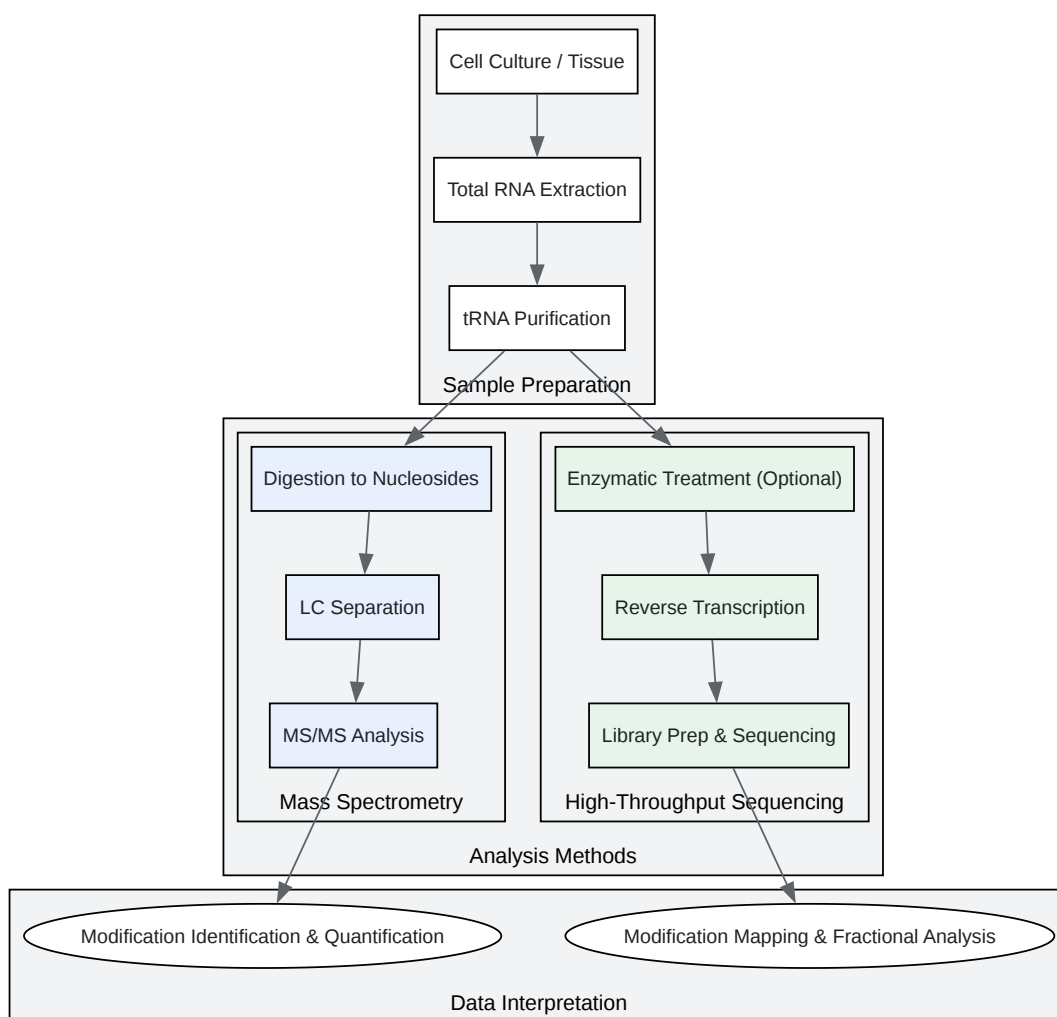 Cell Culture / Tissue
Total RNA Extraction
tRNA Purification
Sample Preparation
Digestion to Nucleosides
Enzymatic Treatment (Optional)
LC Separation
Reverse Transcription
MS/MS Analysis
Library Prep & Sequencing
Mass Spectrometry
High-Throughput Sequencing
Analysis Methods
Modification Identification & Quantification
Modification Mapping & Fractional Analysis
Data Interpretation